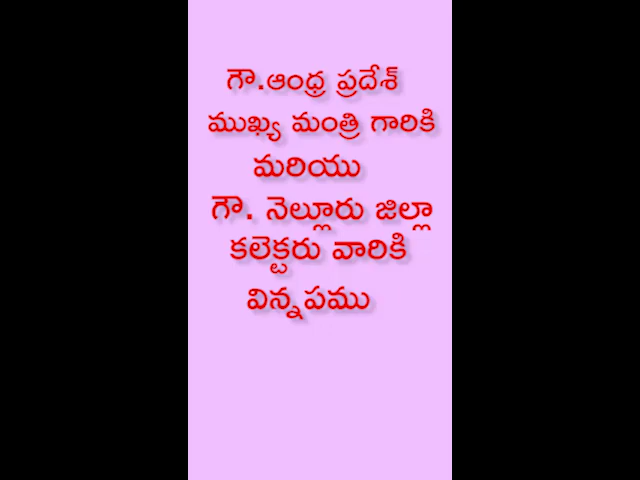 గౌ.ఆంధ్ర ప్రదేశ్
ముఖ్య మంత్రి గారికి
మరియు
గౌ. నెల్లూరు జిల్లా
కలెక్టరు వారికి
విన్నపము